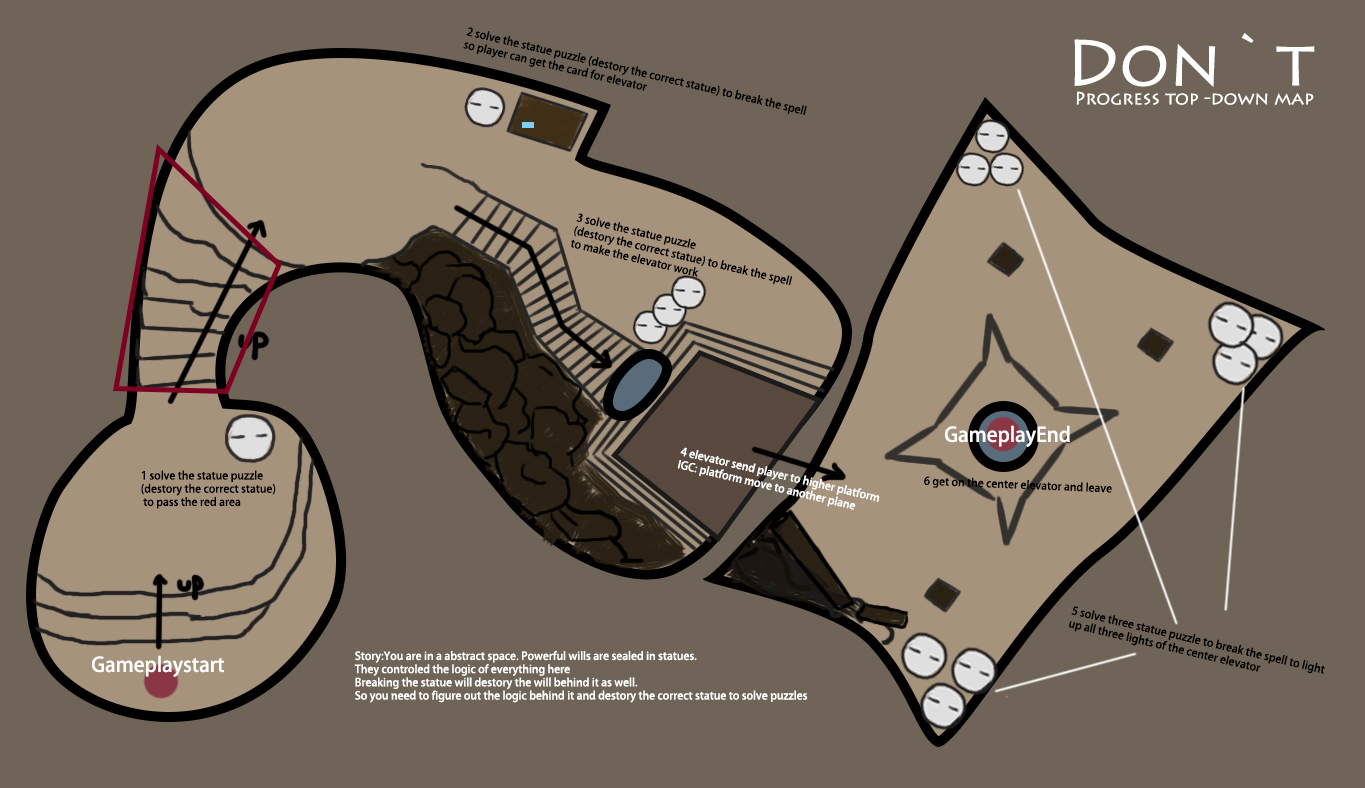 DON`T
PROGRESS TOP -DOWN MAP
2 solve the statue puzzle (destory the correct statue) to break the spell
so player can get the card for elevator
3 solve the statue puzzle
(destory the correct statue) to break the spell
to make the elevator work
up
1 solve the statue puzzle
(destory the correct statue)
to pass the red area
up
Gameplaystart
4 elevator send player to higher platform
IGC: platform move to another plane
GameplayEnd
6 get on the center elevator and leave
5 solve three statue puzzle to break the spell to light
up all three lights of the center elevator
Story:You are in a abstract space. Powerful wills are sealed in statues.
They controled the logic of everything here
Breaking the statue will destory the will behind it as well.
So you need to figure out the logic behind it and destory the correct statue to solve puzzles